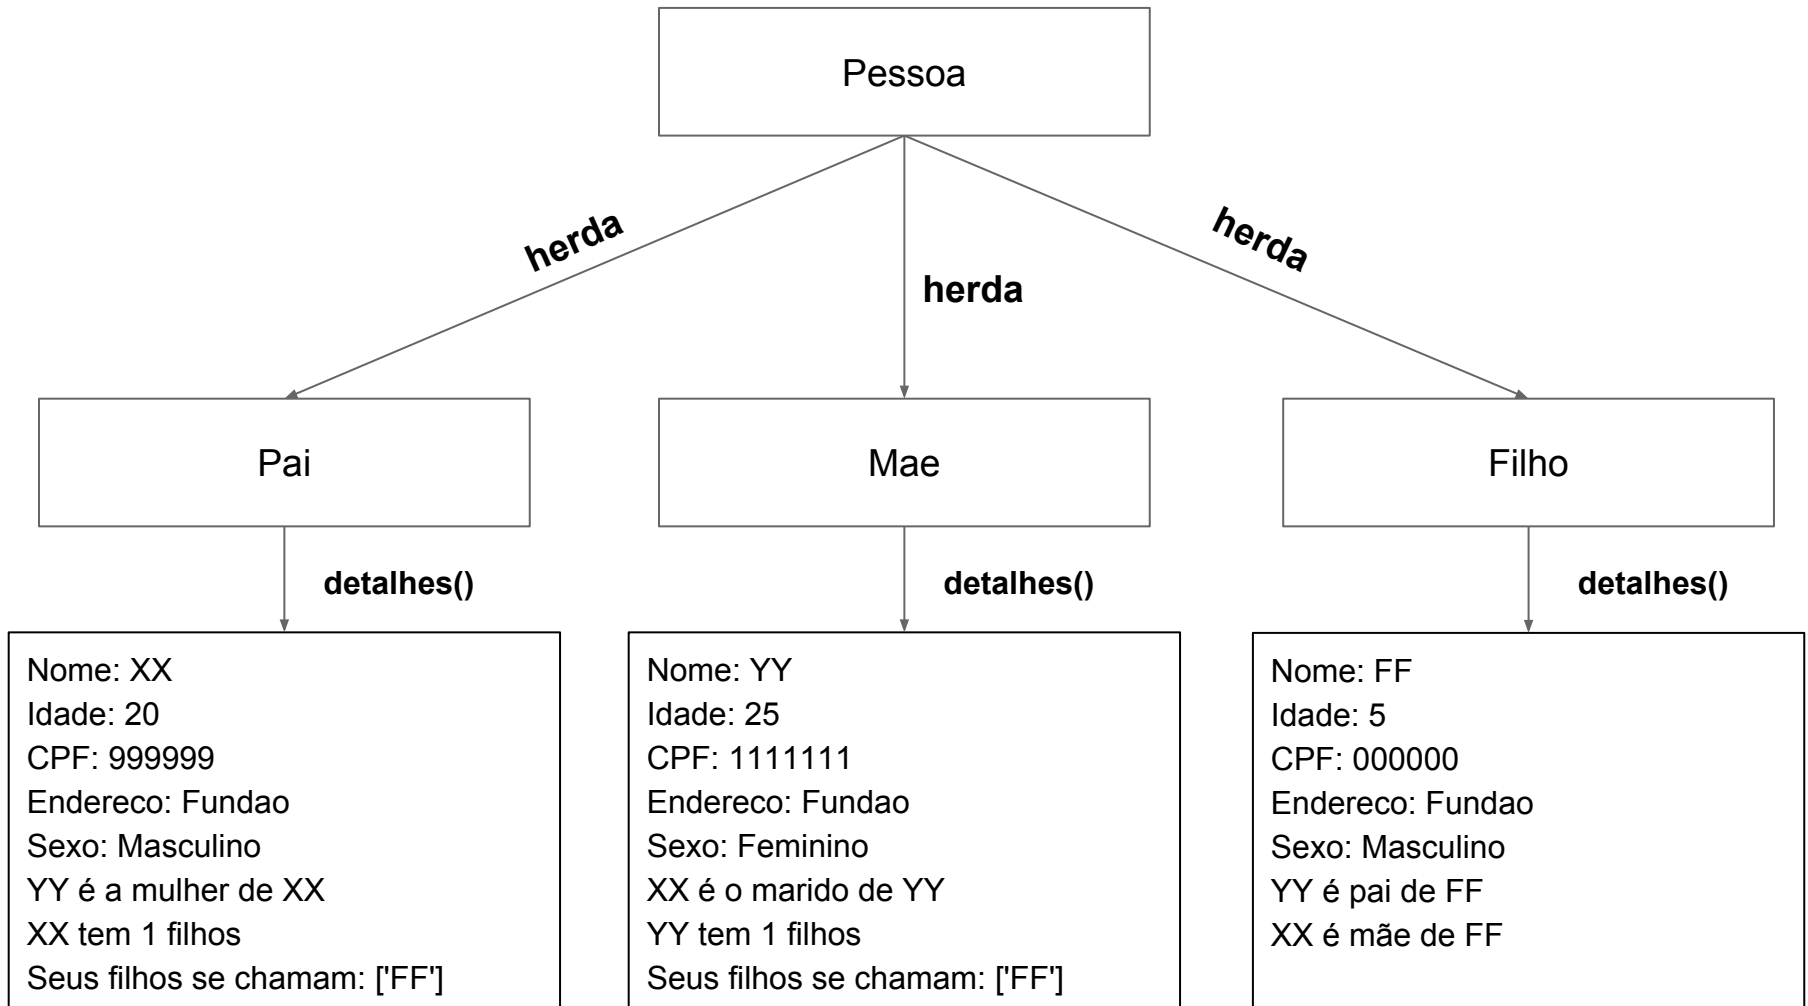 Pessoa
herda
herda
herda
Pai
Mae
Filho
detalhes()
detalhes()
detalhes()
Nome: XX
Idade: 20
CPF: 999999
Endereco: Fundao
Sexo: Masculino
YY é a mulher de XX
XX tem 1 filhos
Seus filhos se chamam: ['FF']
Nome: YY
Idade: 25
CPF: 1111111
Endereco: Fundao
Sexo: Feminino
XX é o marido de YY
YY tem 1 filhos
Seus filhos se chamam: ['FF']
Nome: FF
Idade: 5
CPF: 000000
Endereco: Fundao
Sexo: Masculino
YY é pai de FF
XX é mãe de FF